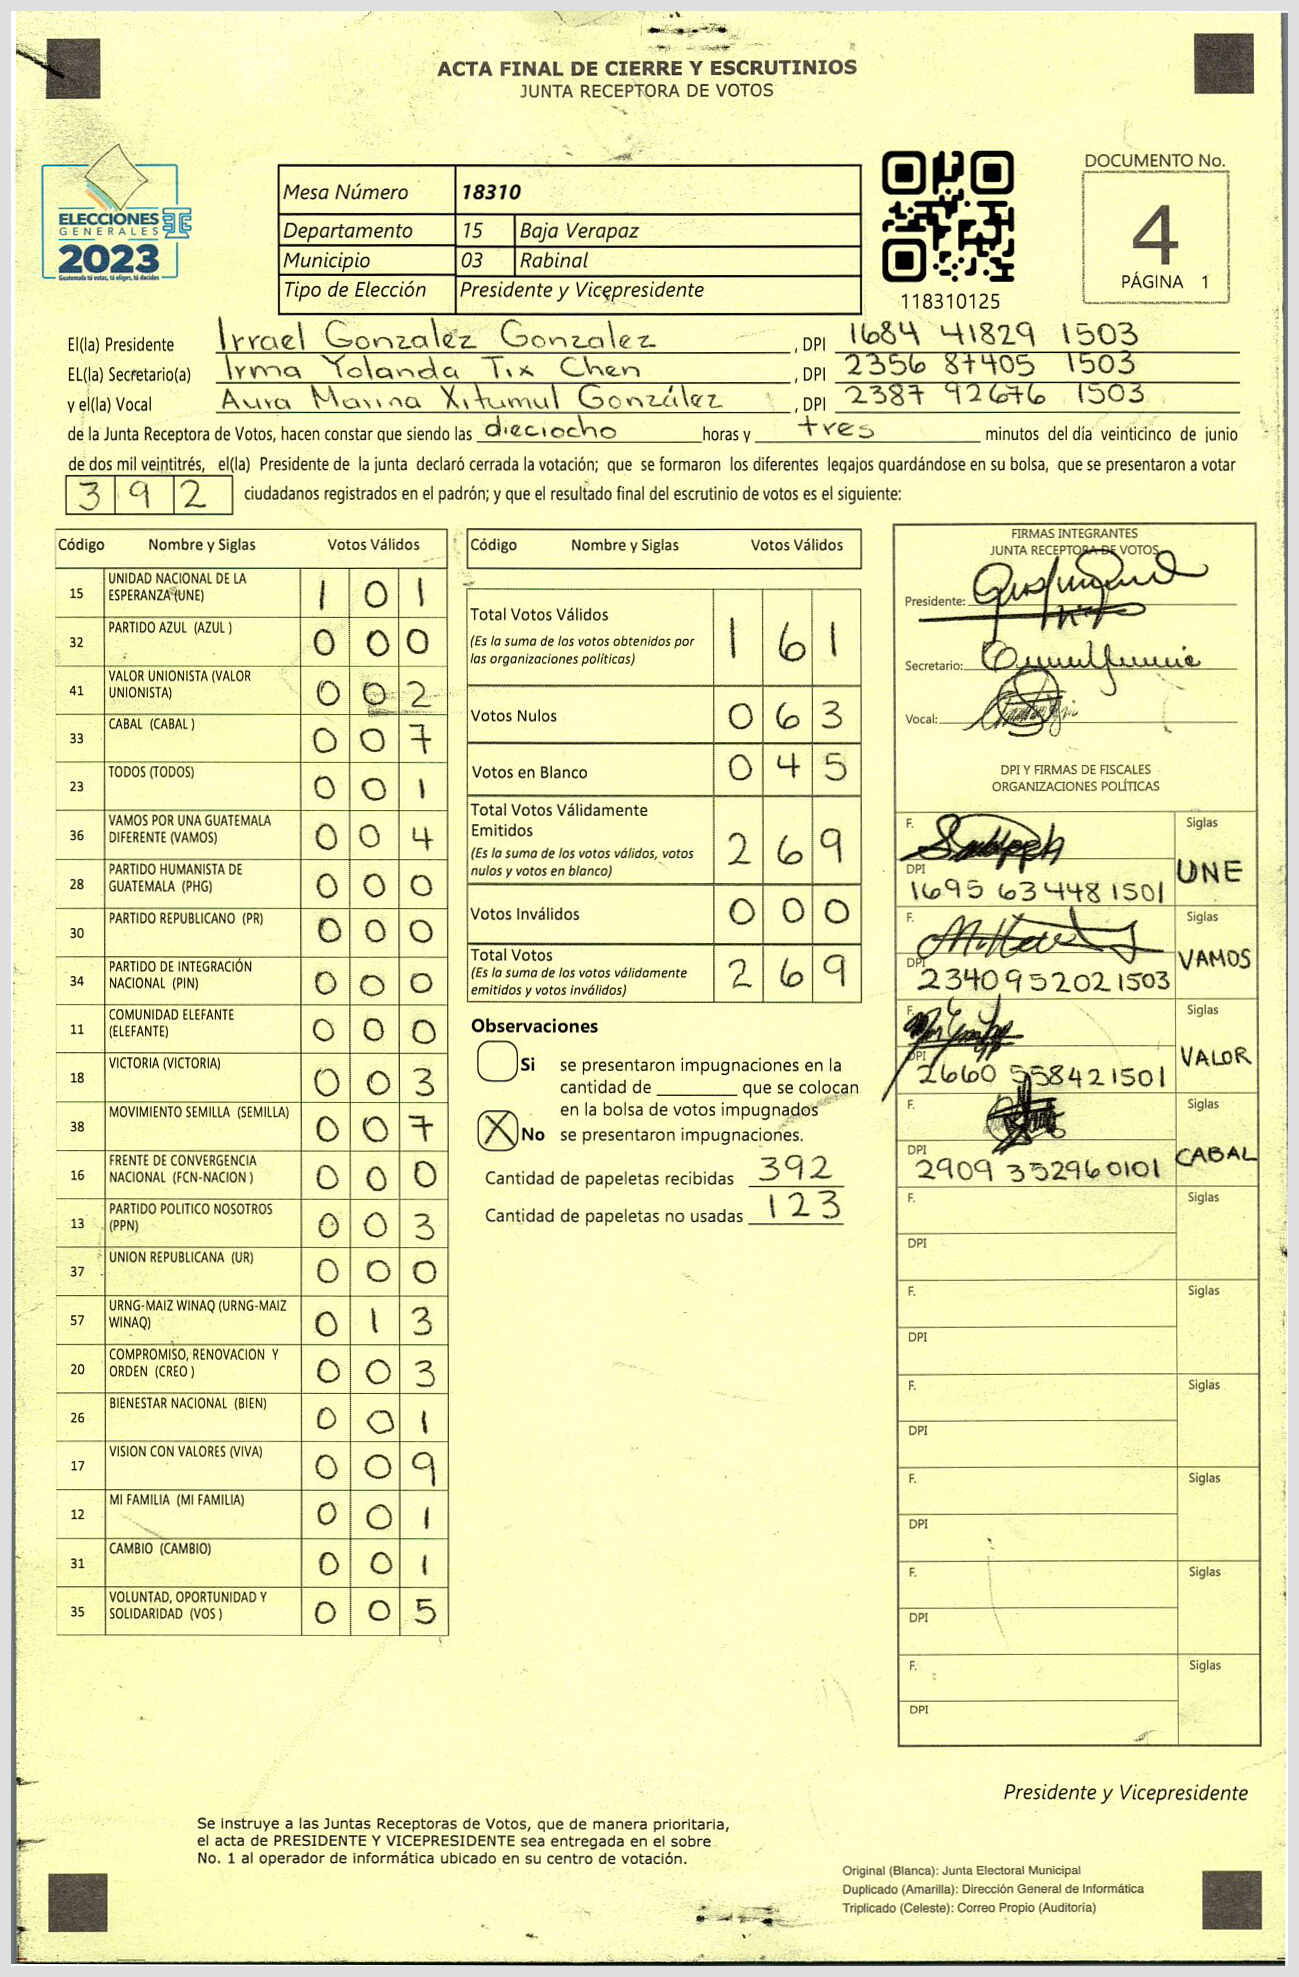 ACTA FINAL DE CIERRE Y ESCRUTINIOS
JUNTA RECEPTORA DE VOTOS
ELECCIONES
GENERALES
2023
Guatemala tú votas, tú eliges, tú decides
Mesa Número 18310
Departamento 15 Baja Verapaz
Municipio 03 Rabinal
Tipo de Elección Presidente y Vicepresidente
118310125
DOCUMENTO No.
4
PÁGINA 1
El(la) Presidente Irrael Gonzalez Gonzalez , DPI 1684 41829 1503
EL(la) Secretario(a) Irma Yolanda Tix Chen , DPI 2356 87405 1503
y el(la) Vocal Aura Marina Xitumul González , DPI 2387 92676 1503
de la Junta Receptora de Votos, hacen constar que siendo las dieciocho horas y tres minutos del día veinticinco de junio
de dos mil veintitrés, el(la) Presidente de la junta declaró cerrada la votación; que se formaron los diferentes legajos guardándose en su bolsa, que se presentaron a votar
392 ciudadanos registrados en el padrón; y que el resultado final del escrutinio de votos es el siguiente:
Código Nombre y Siglas Votos Válidos
15 UNIDAD NACIONAL DE LA ESPERANZA (UNE) 1 0 1
32 PARTIDO AZUL (AZUL ) 0 0 0
41 VALOR UNIONISTA (VALOR UNIONISTA) 0 0 2
33 CABAL (CABAL ) 0 0 7
23 TODOS (TODOS) 0 0 1
36 VAMOS POR UNA GUATEMALA DIFERENTE (VAMOS) 0 0 4
28 PARTIDO HUMANISTA DE GUATEMALA (PHG) 0 0 0
30 PARTIDO REPUBLICANO (PR) 0 0 0
34 PARTIDO DE INTEGRACIÓN NACIONAL (PIN) 0 0 0
11 COMUNIDAD ELEFANTE (ELEFANTE) 0 0 0
18 VICTORIA (VICTORIA) 0 0 3
38 MOVIMIENTO SEMILLA (SEMILLA) 0 0 7
16 FRENTE DE CONVERGENCIA NACIONAL (FCN-NACION ) 0 0 0
13 PARTIDO POLITICO NOSOTROS (PPN) 0 0 3
37 UNION REPUBLICANA (UR) 0 0 0
57 URNG-MAIZ WINAQ (URNG-MAIZ WINAQ) 0 1 3
20 COMPROMISO, RENOVACION Y ORDEN (CREO ) 0 0 3
26 BIENESTAR NACIONAL (BIEN) 0 0 1
17 VISION CON VALORES (VIVA) 0 0 9
12 MI FAMILIA (MI FAMILIA) 0 0 1
31 CAMBIO (CAMBIO) 0 0 1
35 VOLUNTAD, OPORTUNIDAD Y SOLIDARIDAD (VOS ) 0 0 5
Código Nombre y Siglas Votos Válidos
Total Votos Válidos 1 6 1
(Es la suma de los votos obtenidos por
las organizaciones políticas)
Votos Nulos 0 6 3
Votos en Blanco 0 4 5
Total Votos Válidamente
Emitidos 2 6 9
(Es la suma de los votos válidos, votos
nulos y votos en blanco)
Votos Inválidos 0 0 0
Total Votos 2 6 9
(Es la suma de los votos válidamente
emitidos y votos inválidos)
Observaciones
Si se presentaron impugnaciones en la
cantidad de ________ que se colocan
en la bolsa de votos impugnados
X No se presentaron impugnaciones.
Cantidad de papeletas recibidas 392
Cantidad de papeletas no usadas 123
FIRMAS INTEGRANTES
JUNTA RECEPTORA DE VOTOS
Presidente:
Secretario:
Vocal:
DPI Y FIRMAS DE FISCALES
ORGANIZACIONES POLÍTICAS
F. Siglas
DPI UNE
1695 63448 1501
F. Siglas
DPI VAMOS
2340 95202 1503
F. Siglas
DPI VALOR
2660 55842 1501
F. Siglas
DPI CABAL
2909 35296 0101
F. Siglas
DPI
F. Siglas
DPI
F. Siglas
DPI
F. Siglas
DPI
F. Siglas
DPI
F. Siglas
DPI
Presidente y Vicepresidente
Se instruye a las Juntas Receptoras de Votos, que de manera prioritaria,
el acta de PRESIDENTE Y VICEPRESIDENTE sea entregada en el sobre
No. 1 al operador de informática ubicado en su centro de votación.
Original (Blanca): Junta Electoral Municipal
Duplicado (Amarilla): Dirección General de Informática
Triplicado (Celeste): Correo Propio (Auditoría)